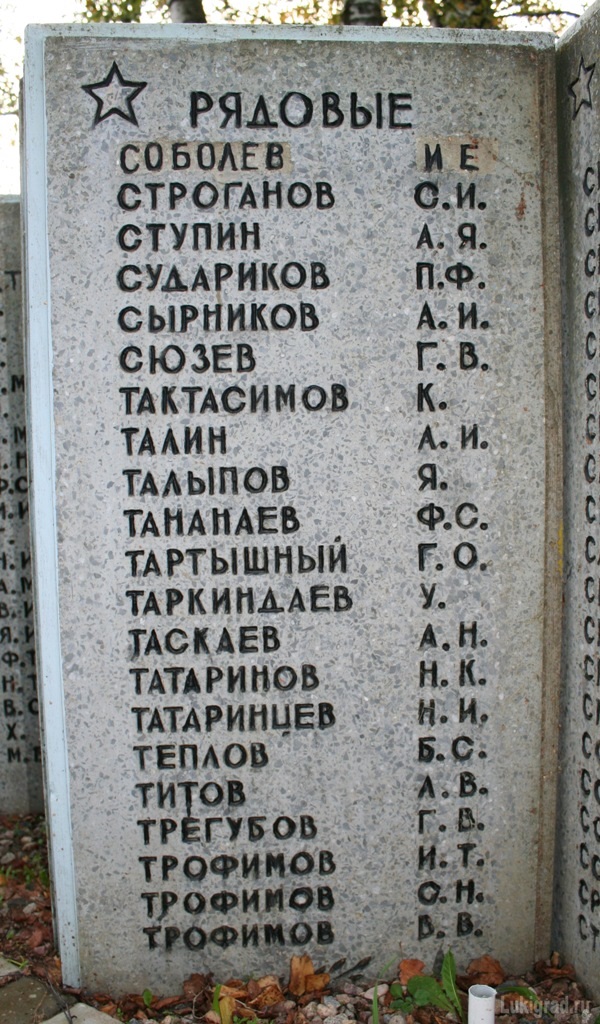 РЯДОВЫЕ
СОБОЛЕВ И Е
СТРОГАНОВ С.И.
СТУПИН А.Я.
СУДАРИКОВ П.Ф.
СЫРНИКОВ А.И.
СЮЗЕВ Г.В.
ТАКТАСИМОВ К.
ТАЛИН А.И.
ТАЛЫПОВ Я.
ТАНАНАЕВ Ф.С.
ТАРТЫШНЫЙ Г.О.
ТАРКИНДАЕВ У.
ТАСКАЕВ А.Н.
ТАТАРИНОВ Н.К.
ТАТАРИНЦЕВ Н.И.
ТЕПЛОВ Б.С.
ТИТОВ А.В.
ТРЕГУБОВ Г.В.
ТРОФИМОВ И.Т.
ТРОФИМОВ С.Н.
ТРОФИМОВ В.В.
Lukigrad.ru